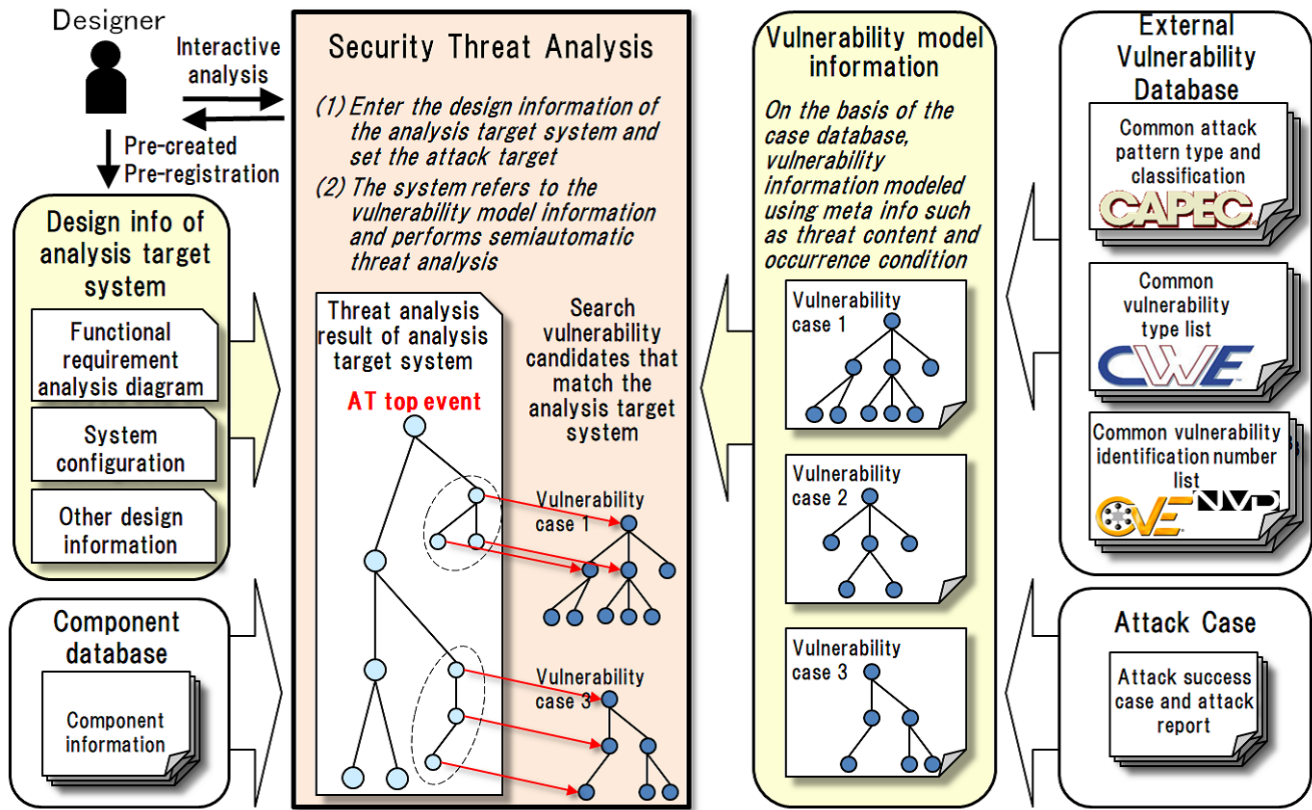 Designer
Interactive
analysis
Pre-created
Pre-registration
Design info of
analysis target
system
Functional
requirement
analysis diagram
System
configuration
Other design
information
Component
database
Component
information
Security Threat Analysis
(1) Enter the design information of
the analysis target system and
set the attack target
(2) The system refers to the
vulnerability model information
and performs semiautomatic
threat analysis
Threat analysis
result of analysis
target system
AT top event
Search
vulnerability
candidates that
match the
analysis target
system
Vulnerability
case 1
Vulnerability
case 3
Vulnerability model
information
On the basis of the
case database,
vulnerability
information modeled
using meta info such
as threat content and
occurrence condition
Vulnerability
case 1
Vulnerability
case 2
Vulnerability
case 3
External
Vulnerability
Database
Common attack
pattern type and
classification
CAPEC
Common
vulnerability
type list
CWE
Common vulnerability
identification number
list
CVE NVD
Attack Case
Attack success
case and attack
report